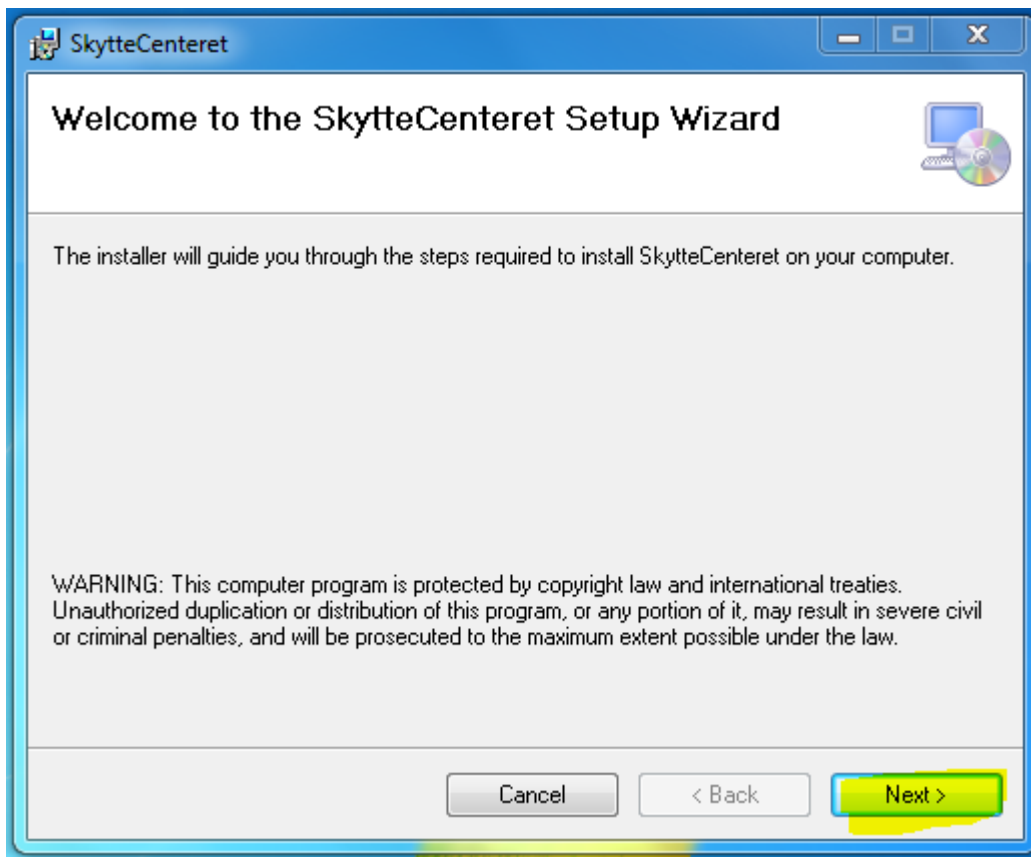 SkytteCenteret
Welcome to the SkytteCenteret Setup Wizard
The installer will guide you through the steps required to install SkytteCenteret on your computer.
WARNING: This computer program is protected by copyright law and international treaties.
Unauthorized duplication or distribution of this program, or any portion of it, may result in severe civil
or criminal penalties, and will be prosecuted to the maximum extent possible under the law.
Cancel
< Back
Next >